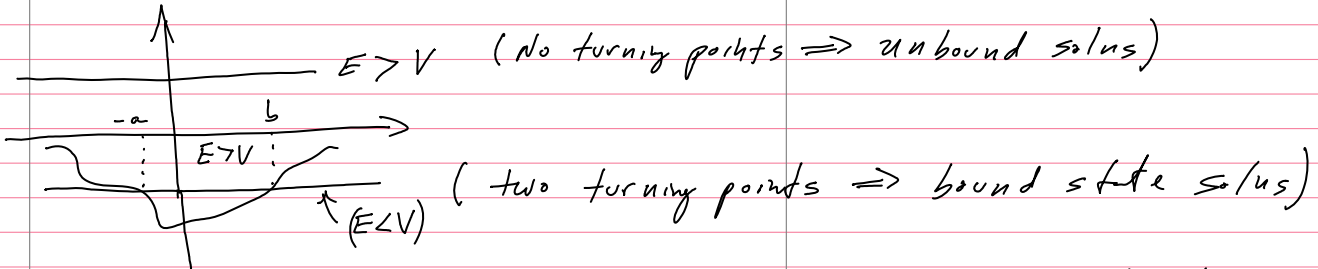 E > V (No turning points ⇒ unbound solns)
-a b
E>V
(two turning points ⇒ bound state solns)
(E<V)